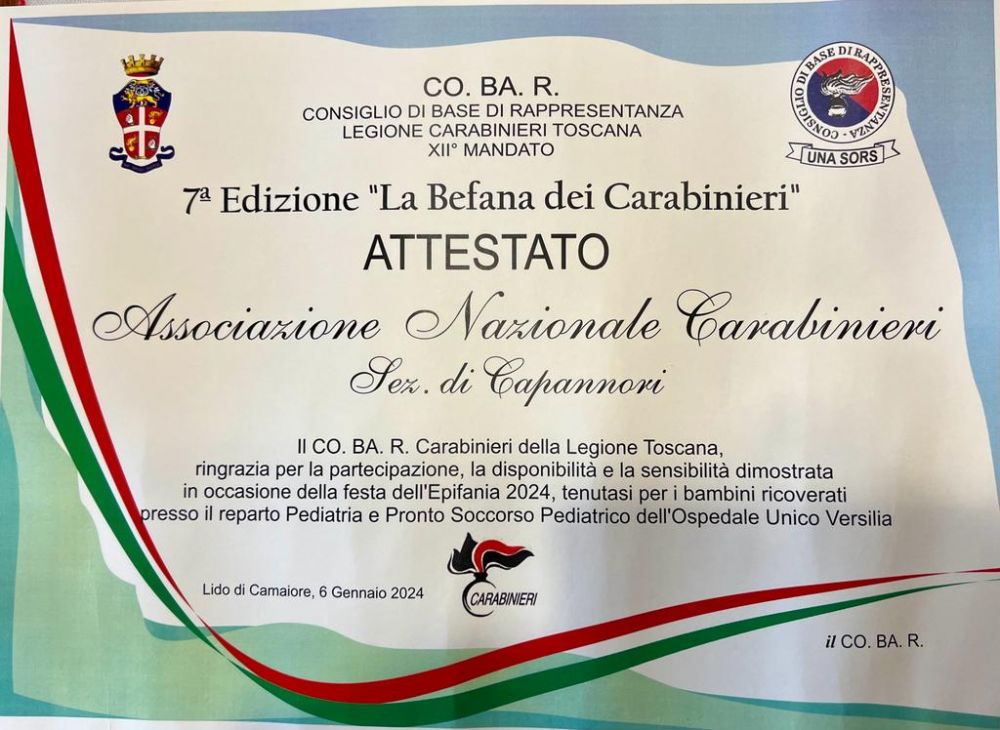 CO. BA. R.
CONSIGLIO DI BASE DI RAPPRESENTANZA
LEGIONE CARABINIERI TOSCANA
XII° MANDATO
CONSIGLIO DI BASE DI RAPPRESENTANZA -
UNA SORS
7ª Edizione "La Befana dei Carabinieri"
ATTESTATO
Associazione Nazionale Carabinieri
Sez. di Capannori
Il CO. BA. R. Carabinieri della Legione Toscana,
ringrazia per la partecipazione, la disponibilità e la sensibilità dimostrata
in occasione della festa dell'Epifania 2024, tenutasi per i bambini ricoverati
presso il reparto Pediatria e Pronto Soccorso Pediatrico dell'Ospedale Unico Versilia
Lido di Camaiore, 6 Gennaio 2024
CARABINIERI
il CO. BA. R.